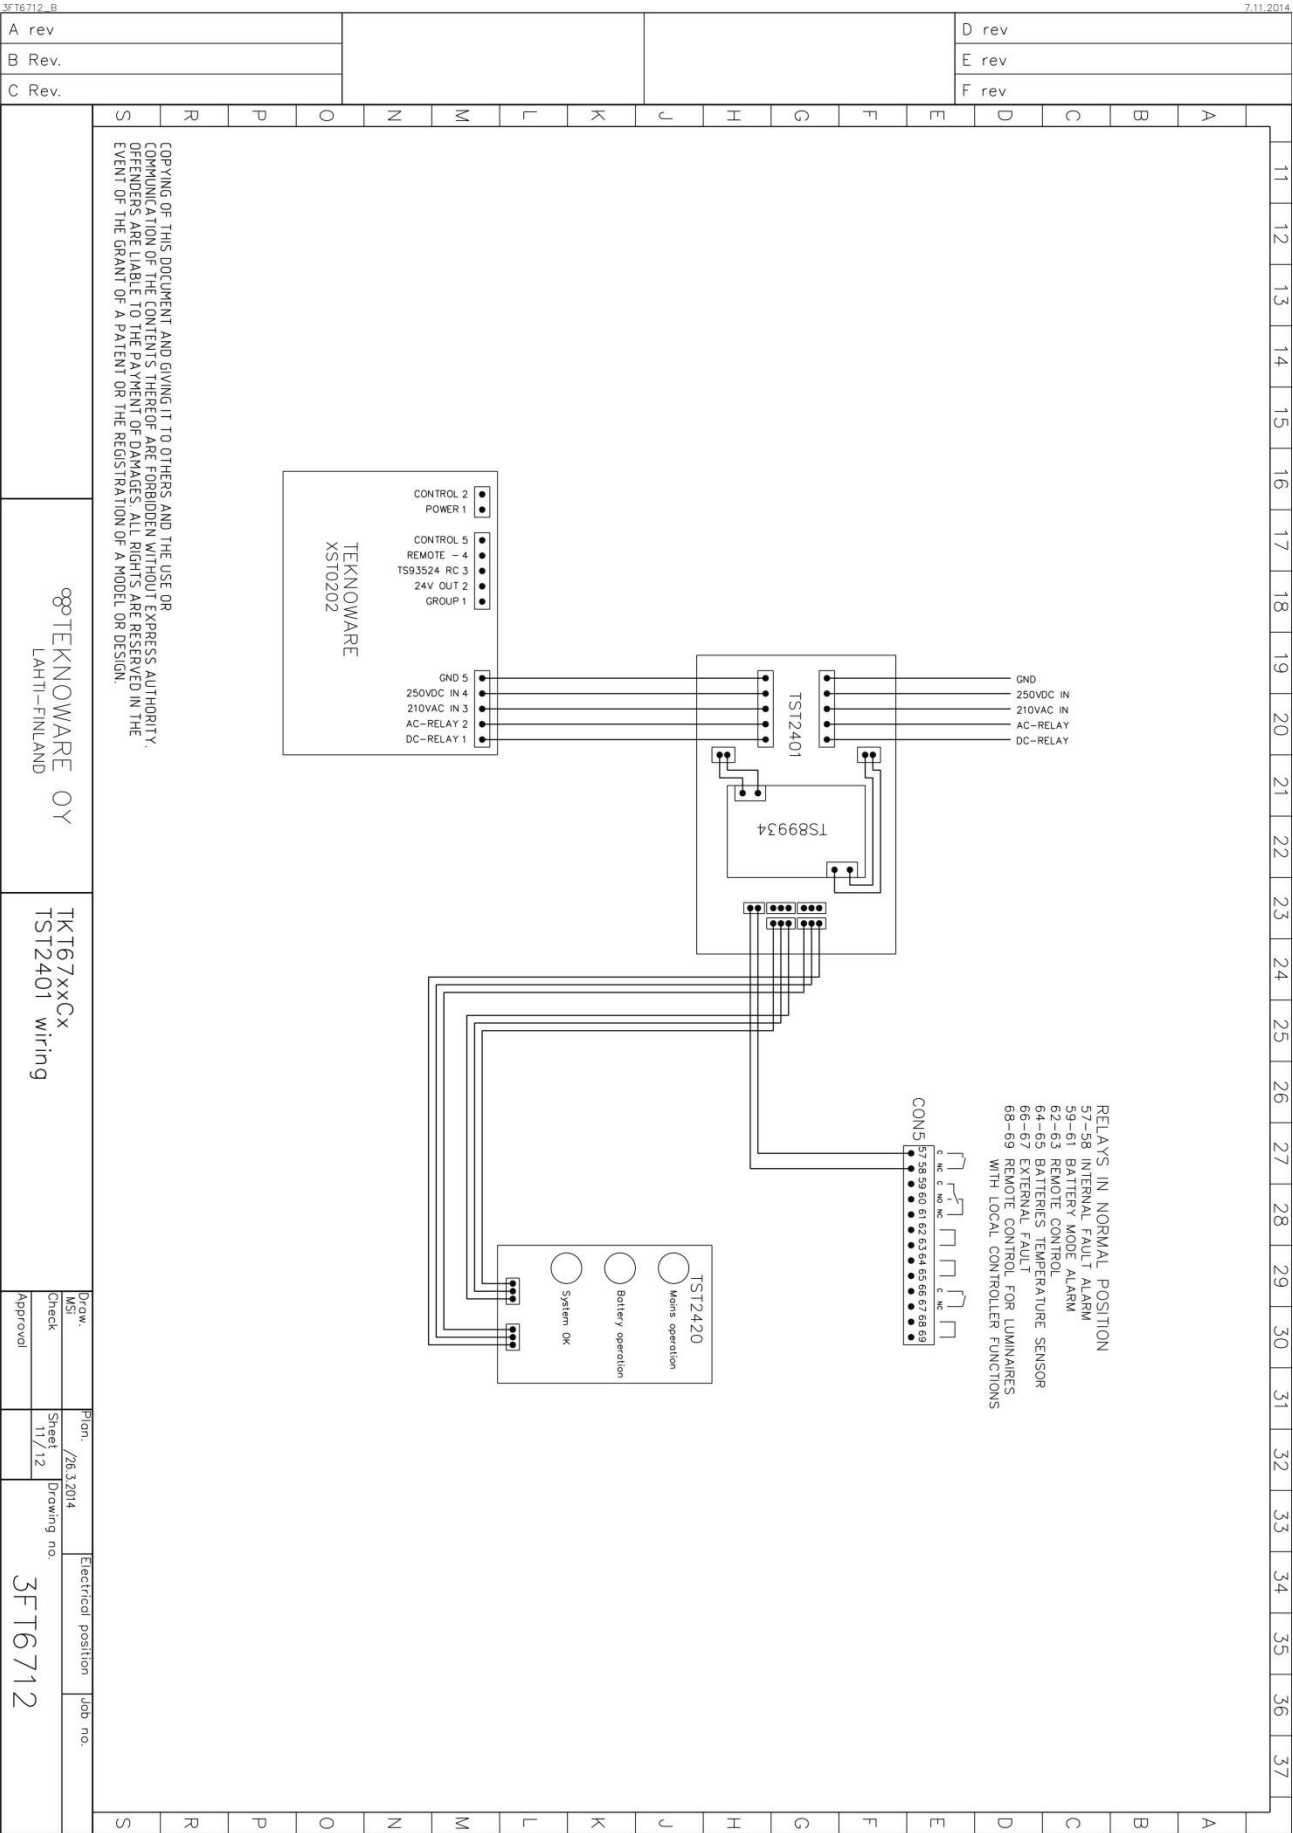 3FT6712_B
7.11.2014
A rev
B Rev.
C Rev.
D rev
E rev
F rev
S R P O N M L K J H G F E D C B A
11
12
13
14
15
16
17
18
19
20
21
22
23
24
25
26
27
28
29
30
31
32
33
34
35
36
37
COPYING OF THIS DOCUMENT AND GIVING IT TO OTHERS AND THE USE OR
COMMUNICATION OF THE CONTENTS THEREOF ARE FORBIDDEN WITHOUT EXPRESS AUTHORITY.
OFFENDERS ARE LIABLE TO THE PAYMENT OF DAMAGES. ALL RIGHTS ARE RESERVED IN THE
EVENT OF THE GRANT OF A PATENT OR THE REGISTRATION OF A MODEL OR DESIGN.
CONTROL 2
POWER 1
CONTROL 5
REMOTE - 4
TS93524 RC 3
24V OUT 2
GROUP 1
TEKNOWARE
XST0202
GND 5
250VDC IN 4
210VAC IN 3
AC-RELAY 2
DC-RELAY 1
TST2401
GND
250VDC IN
210VAC IN
AC-RELAY
DC-RELAY
TS89934
RELAYS IN NORMAL POSITION
57-58 INTERNAL FAULT ALARM
59-61 BATTERY MODE ALARM
62-63 REMOTE CONTROL
64-65 BATTERIES TEMPERATURE SENSOR
66-67 EXTERNAL FAULT
68-69 REMOTE CONTROL FOR LUMINAIRES
WITH LOCAL CONTROLLER FUNCTIONS
C NC C NO NC C NC
CON5 57 58 59 60 61 62 63 64 65 66 67 68 69
TST2420
Mains operation
Battery operation
System OK
TEKNOWARE OY
LAHTI-FINLAND
TKT67xxCx
TST2401 wiring
Draw.
MSi
Check
Approval
Plan.
/26.3.2014
Sheet
11/12
Electrical position
Job no.
Drawing no.
3FT6712
S R P O N M L K J H G F E D C B A